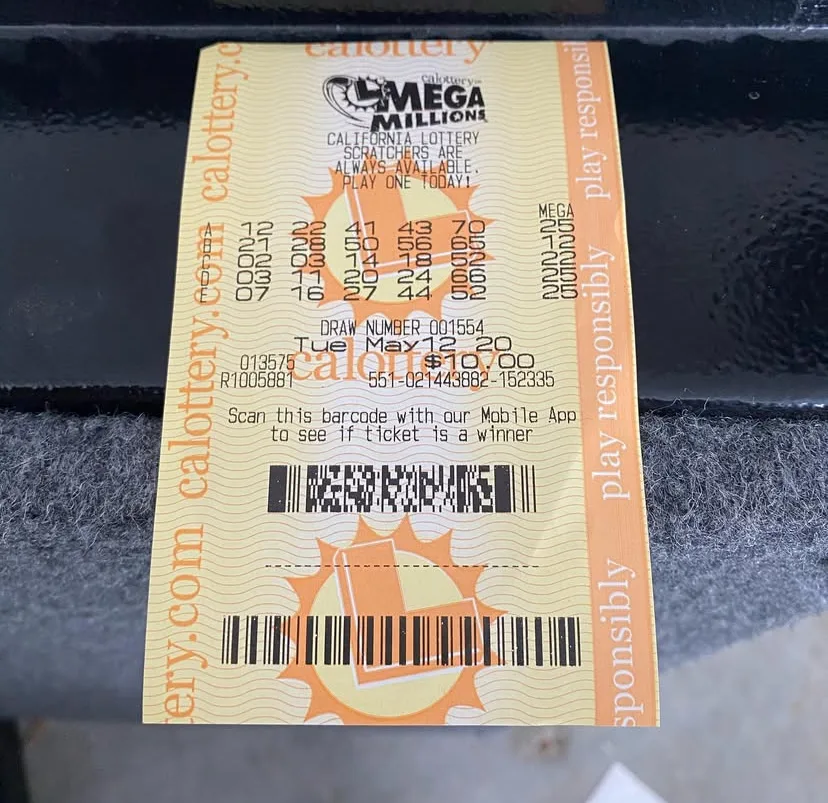 calottery
calottery
MEGA
MILLIONS
CALIFORNIA LOTTERY
SCRATCHERS ARE
ALWAYS AVAILABLE.
PLAY ONE TODAY!
MEGA
A 12 22 41 43 70 25
B 21 28 50 56 65 12
C 02 03 14 18 52 22
D 03 11 20 24 66 25
E 07 16 27 44 52 25
DRAW NUMBER 001554
Tue May12 20
013575 $10.00
R1005881 551-021443882-152335
calottery
Scan this barcode with our Mobile App
to see if ticket is a winner
ery.com calottery.com calottery.c
play responsi
play responsibly
sponsibly